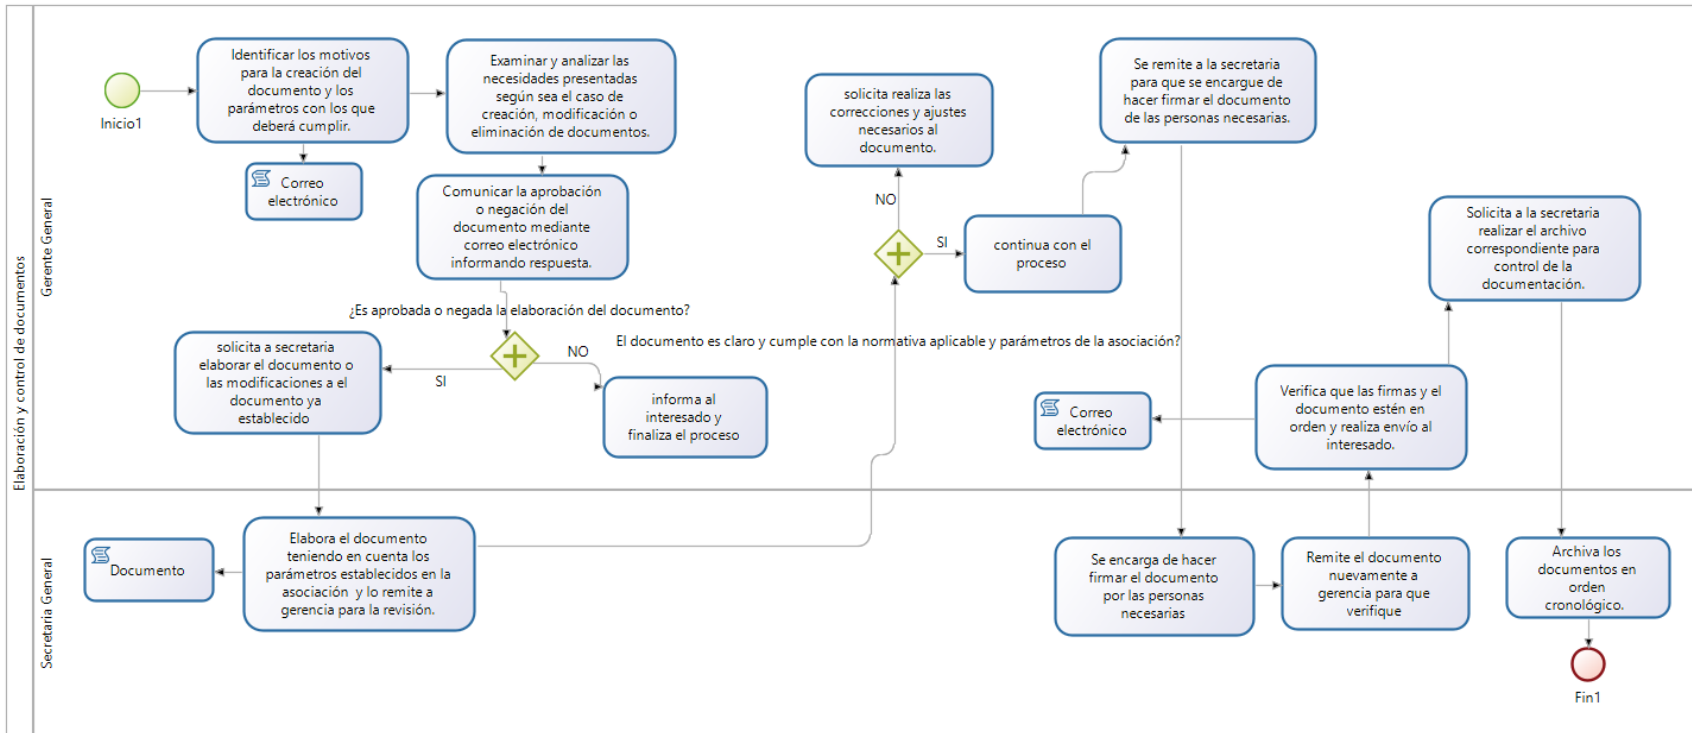 Elaboración y control de documentos
Gerente General
Inicio1
Identificar los motivos
para la creación del
documento y los
parámetros con los que
deberá cumplir.
Correo
electrónico
Examinar y analizar las
necesidades presentadas
según sea el caso de
creación, modificación o
eliminación de documentos.
Comunicar la aprobación
o negación del
documento mediante
correo electrónico
informando respuesta.
¿Es aprobada o negada la elaboración del documento?
SI
NO
solicita a secretaria
elaborar el documento o
las modificaciones a el
documento ya
establecido
informa al
interesado y
finaliza el proceso
solicita realiza las
correcciones y ajustes
necesarios al
documento.
NO
SI
continua con el
proceso
El documento es claro y cumple con la normativa aplicable y parámetros de la asociación?
Se remite a la secretaria
para que se encargue de
hacer firmar el documento
de las personas necesarias.
Solicita a la secretaria
realizar el archivo
correspondiente para
control de la
documentación.
Verifica que las firmas y el
documento estén en
orden y realiza envío al
interesado.
Correo
electrónico
Secretaria General
Documento
Elabora el documento
teniendo en cuenta los
parámetros establecidos en la
asociación y lo remite a
gerencia para la revisión.
Se encarga de hacer
firmar el documento
por las personas
necesarias
Remite el documento
nuevamente a
gerencia para que
verifique
Archiva los
documentos en
orden
cronológico.
Fin1